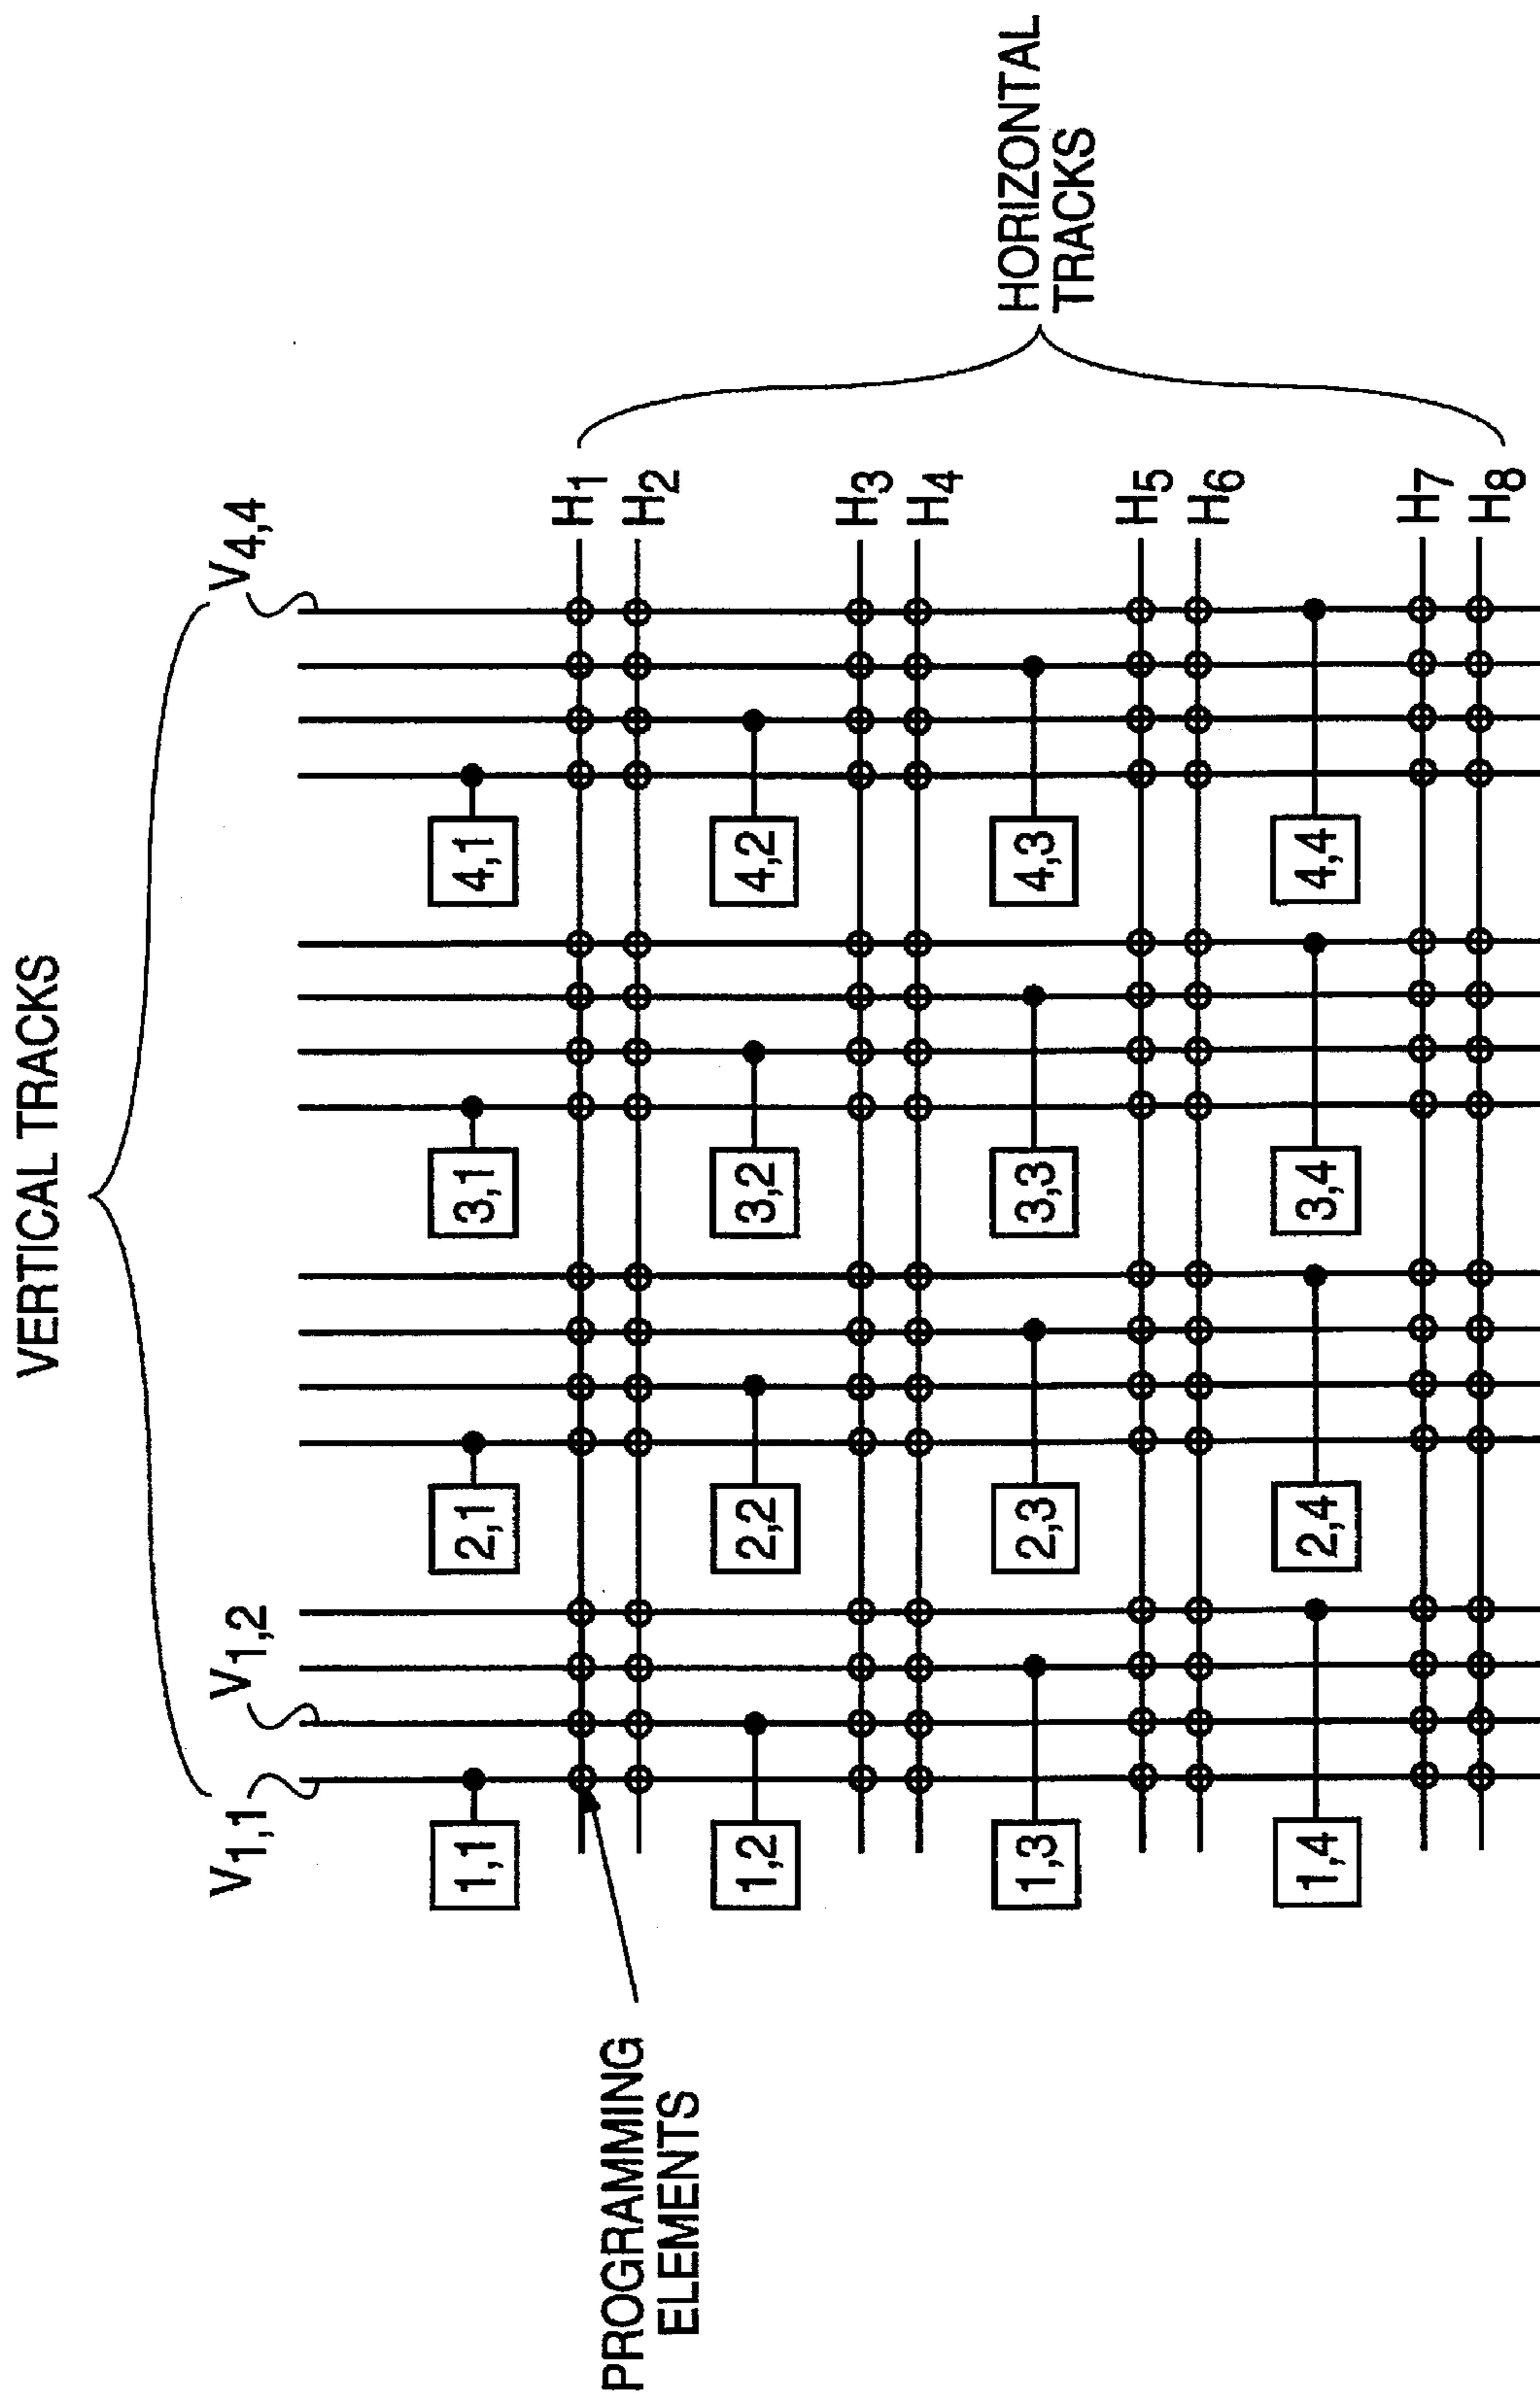 VERTICAL TRACKS
V1,1
V1,2
V4,4
1,1
2,1
3,1
4,1
H1
H2
PROGRAMMING
ELEMENTS
1,2
2,2
3,2
4,2
H3
H4
HORIZONTAL
TRACKS
1,3
2,3
3,3
4,3
H5
H6
1,4
2,4
3,4
4,4
H7
H8